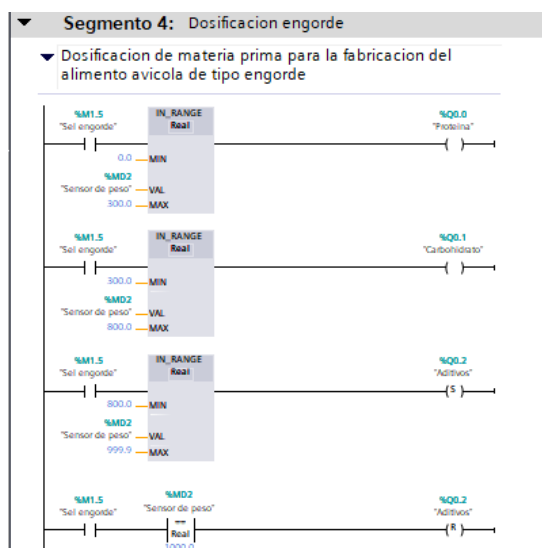 Segmento 4: Dosificacion engorde
Dosificacion de materia prima para la fabricacion del
alimento avicola de tipo engorde
%M1.5
"Sel engorde"
IN_RANGE
Real
%Q0.0
"Proteina"
0.0 MIN
%MD2
"Sensor de peso" VAL
300.0 MAX
%M1.5
"Sel engorde"
IN_RANGE
Real
%Q0.1
"Carbohidrato"
300.0 MIN
%MD2
"Sensor de peso" VAL
800.0 MAX
%M1.5
"Sel engorde"
IN_RANGE
Real
%Q0.2
"Aditivos"
S
800.0 MIN
%MD2
"Sensor de peso" VAL
999.9 MAX
%M1.5
"Sel engorde"
%MD2
"Sensor de peso"
==
Real
1000.0
%Q0.2
"Aditivos"
R